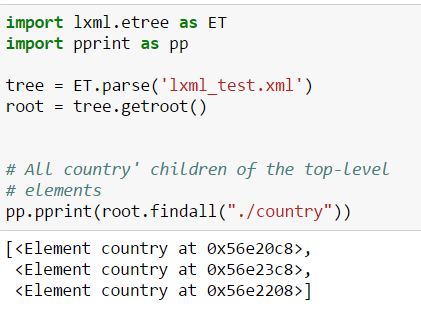 import lxml.etree as ET
import pprint as pp
tree = ET.parse('lxml_test.xml')
root = tree.getroot()
# All country' children of the top-level
# elements
pp.pprint(root.findall("./country"))
[<Element country at 0x56e20c8>,
 <Element country at 0x56e23c8>,
 <Element country at 0x56e2208>]